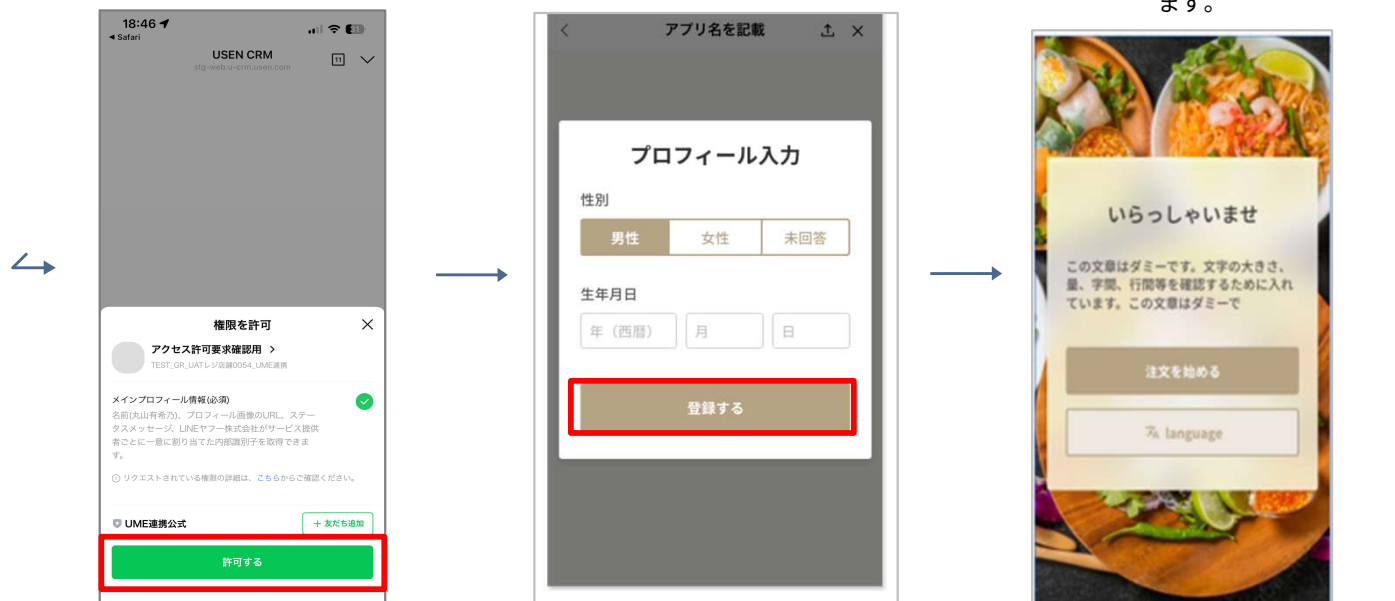 ます。
18:46
◀ Safari
31
USEN CRM
stg-web.u-crm.usen.com
11
権限を許可
アクセス許可要求確認用 >
TEST_GR_UATレジ店舗0054_UME連携
メインプロフィール情報(必須)
名前(丸山有希乃)、プロフィール画像のURL、ステー
タスメッセージ、LINEヤフー株式会社がサービス提供
者ごとに一意に割り当てた内部識別子を取得できま
す。
リクエストされている権限の詳細は、こちらからご確認ください。
UME連携公式
+ 友だち追加
許可する
アプリ名を記載
プロフィール入力
性別
男性 女性 未回答
生年月日
年（西暦） 月 日
登録する
いらっしゃいませ
この文章はダミーです。文字の大きさ、
量、字間、行間等を確認するために入れ
ています。この文章はダミーで
注文を始める
language